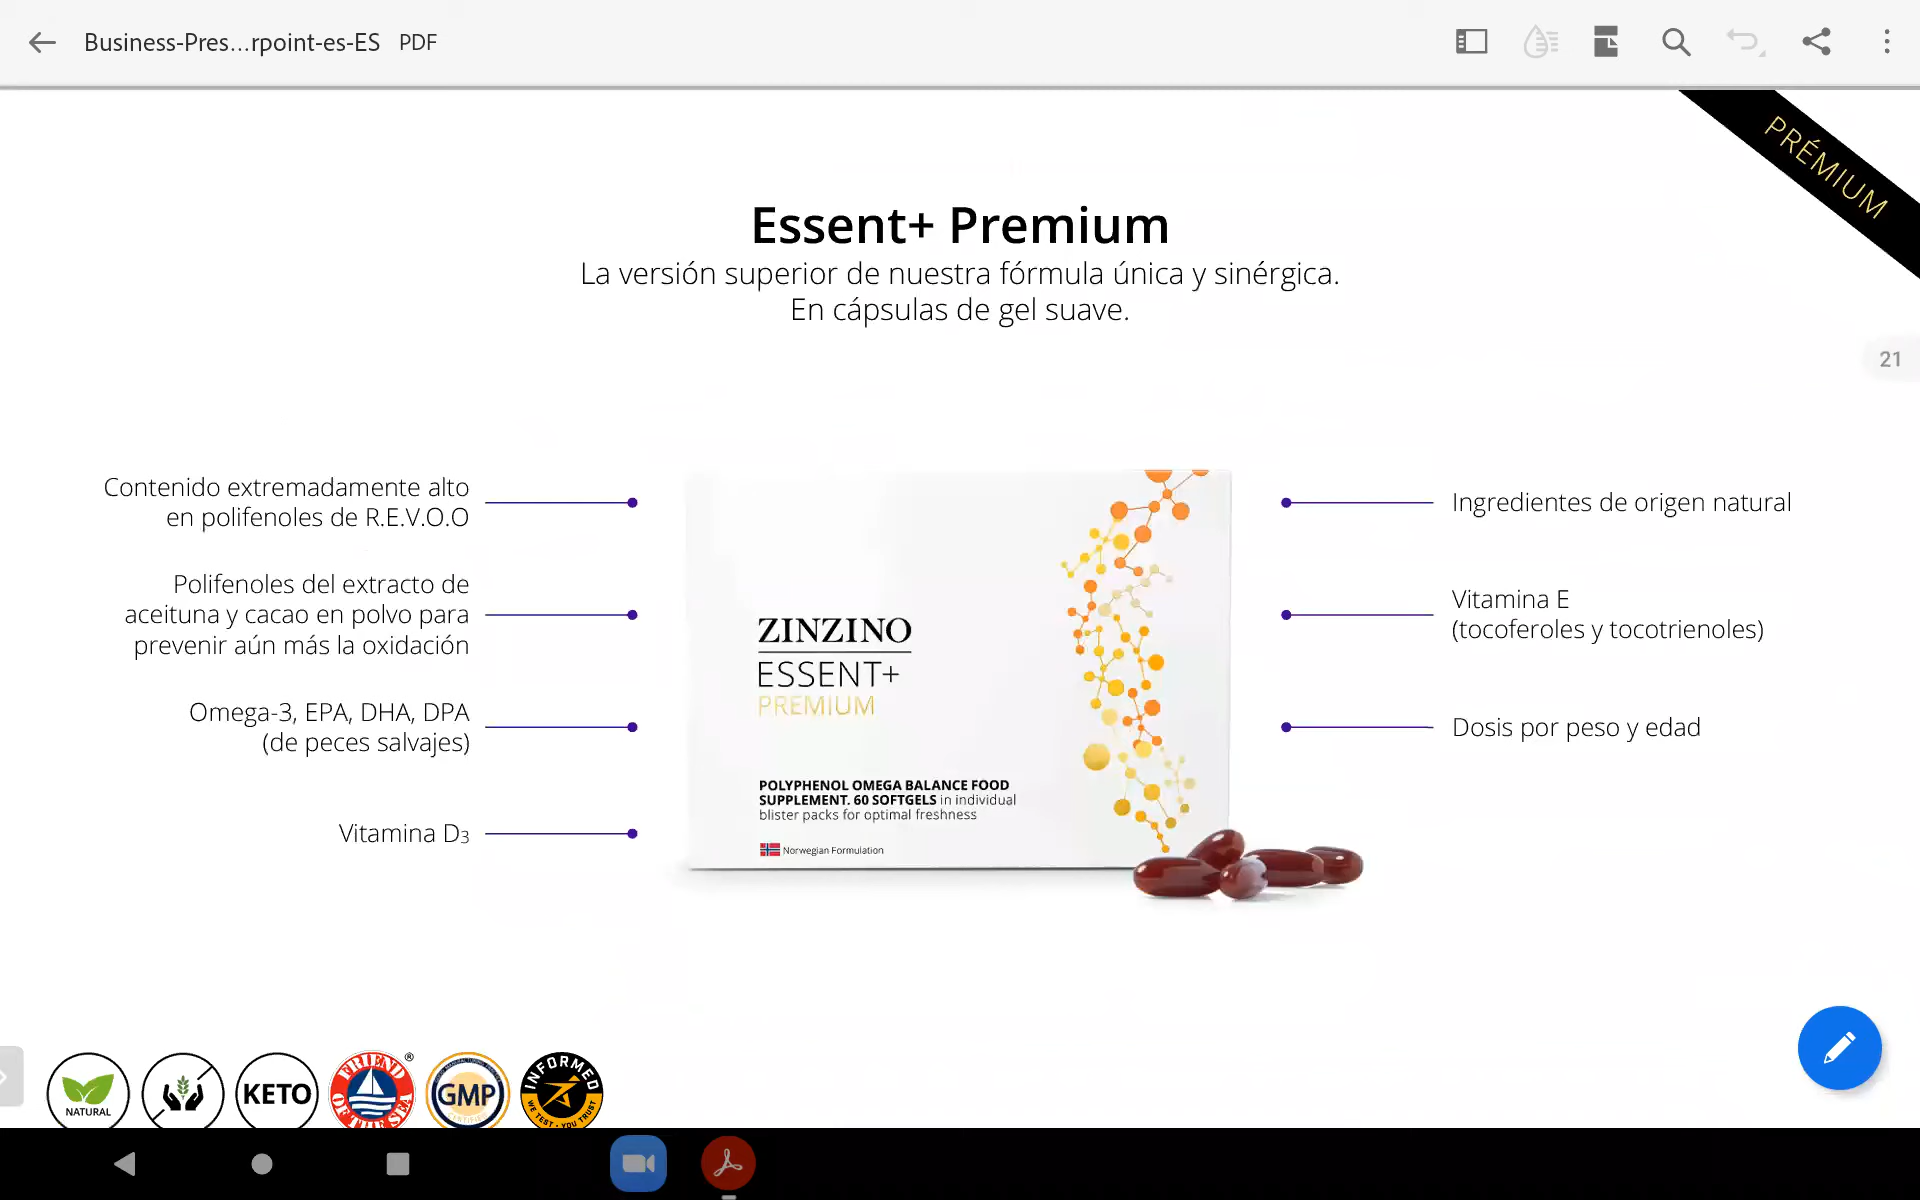 Business-Pres...rpoint-es-ES PDF
PRÉMIUM
Essent+ Premium
La versión superior de nuestra fórmula única y sinérgica.
En cápsulas de gel suave.
21
Contenido extremadamente alto
en polifenoles de R.E.V.O.O
Polifenoles del extracto de
aceituna y cacao en polvo para
prevenir aún más la oxidación
Omega-3, EPA, DHA, DPA
(de peces salvajes)
Vitamina D₃
ZINZINO
ESSENT+
PREMIUM
POLYPHENOL OMEGA BALANCE FOOD
SUPPLEMENT. 60 SOFTGELS in individual
blister packs for optimal freshness
Norwegian Formulation
Ingredientes de origen natural
Vitamina E
(tocoferoles y tocotrienoles)
Dosis por peso y edad
NATURAL
KETO
FRIEND OF THE SEA ®
GMP
INFORMED
WE TEST · YOU TRUST